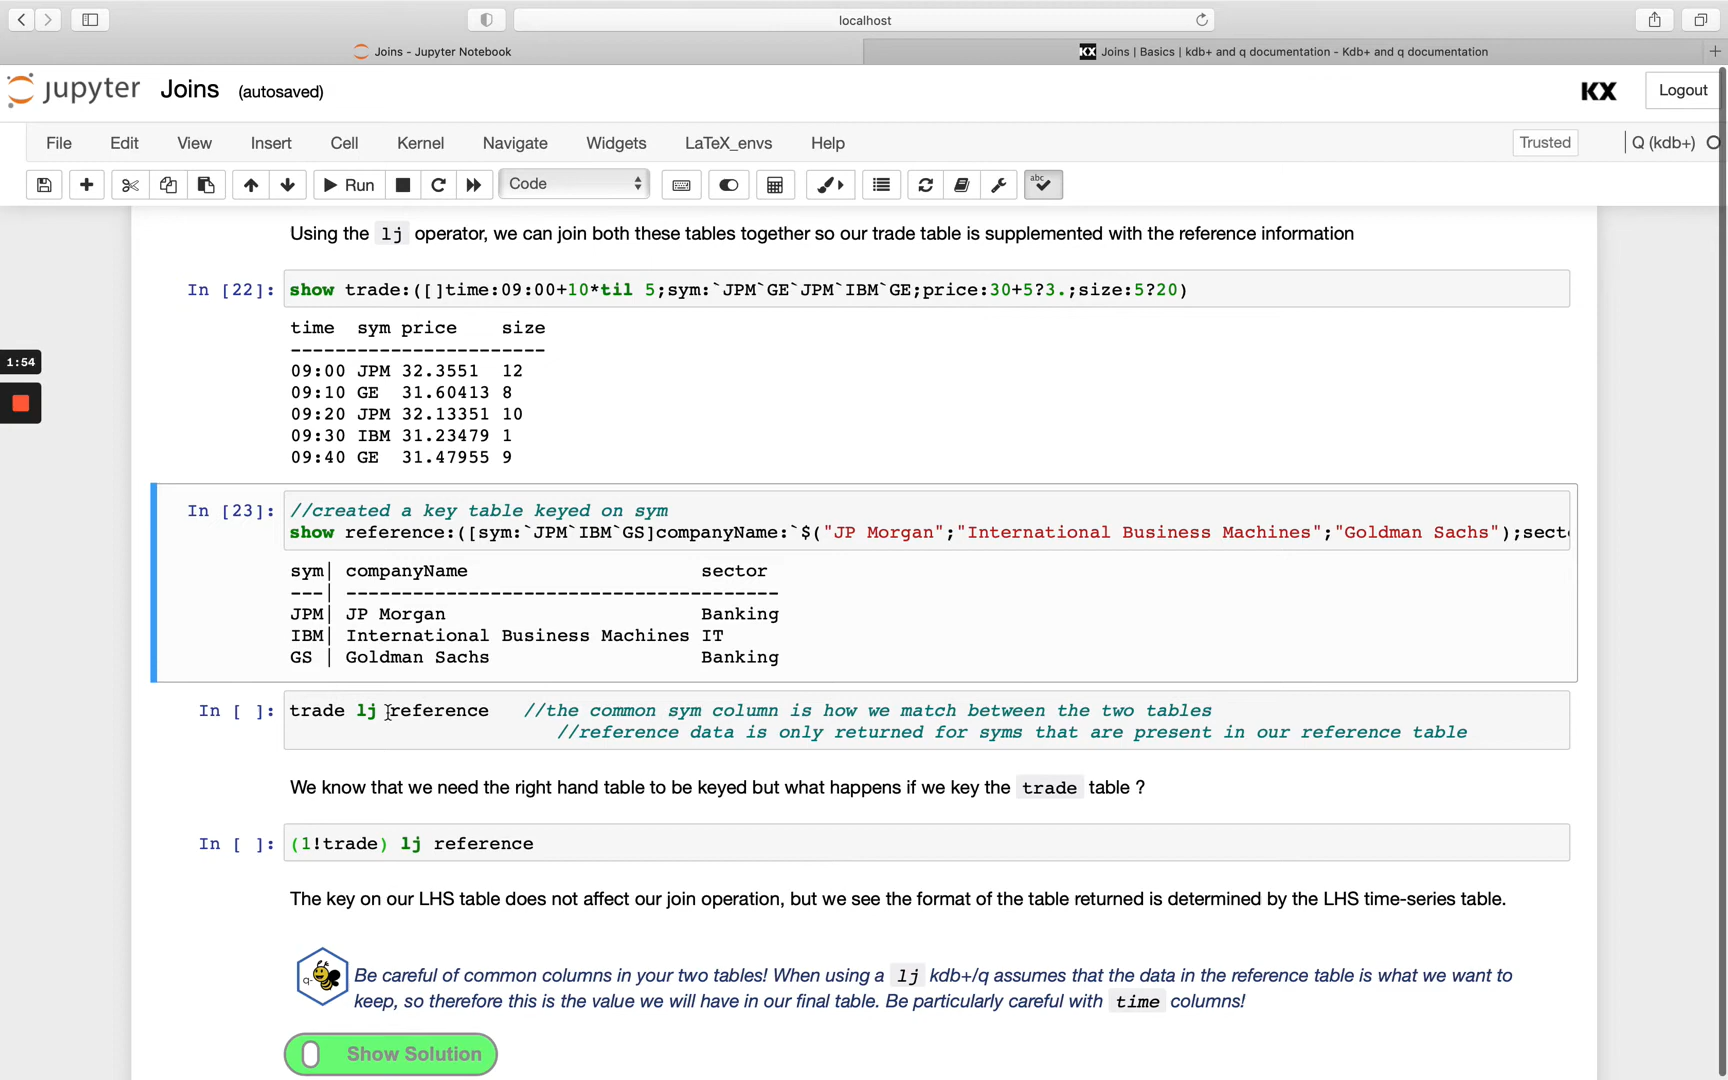 localhost
Joins - Jupyter Notebook
KX Joins | Basics | kdb+ and q documentation - Kdb+ and q documentation
jupyter Joins (autosaved)
KX
Logout
File Edit View Insert Cell Kernel Navigate Widgets LaTeX_envs Help
Trusted
Q (kdb+)
Run
Code
abc
Using the lj operator, we can join both these tables together so our trade table is supplemented with the reference information
In [22]: show trade:([]time:09:00+10*til 5;sym:`JPM`GE`JPM`IBM`GE;price:30+5?3.;size:5?20)
time sym price size
-----------------------
09:00 JPM 32.3551 12
09:10 GE 31.60413 8
09:20 JPM 32.13351 10
09:30 IBM 31.23479 1
09:40 GE 31.47955 9
1:54
In [23]: //created a key table keyed on sym
show reference:([sym:`JPM`IBM`GS]companyName:`$("JP Morgan";"International Business Machines";"Goldman Sachs");sect
sym| companyName sector
---| ---------------------------------------
JPM| JP Morgan Banking
IBM| International Business Machines IT
GS | Goldman Sachs Banking
In [ ]: trade lj reference //the common sym column is how we match between the two tables
//reference data is only returned for syms that are present in our reference table
We know that we need the right hand table to be keyed but what happens if we key the trade table ?
In [ ]: (1!trade) lj reference
The key on our LHS table does not affect our join operation, but we see the format of the table returned is determined by the LHS time-series table.
q-
Be careful of common columns in your two tables! When using a lj kdb+/q assumes that the data in the reference table is what we want to
keep, so therefore this is the value we will have in our final table. Be particularly careful with time columns!
Show Solution